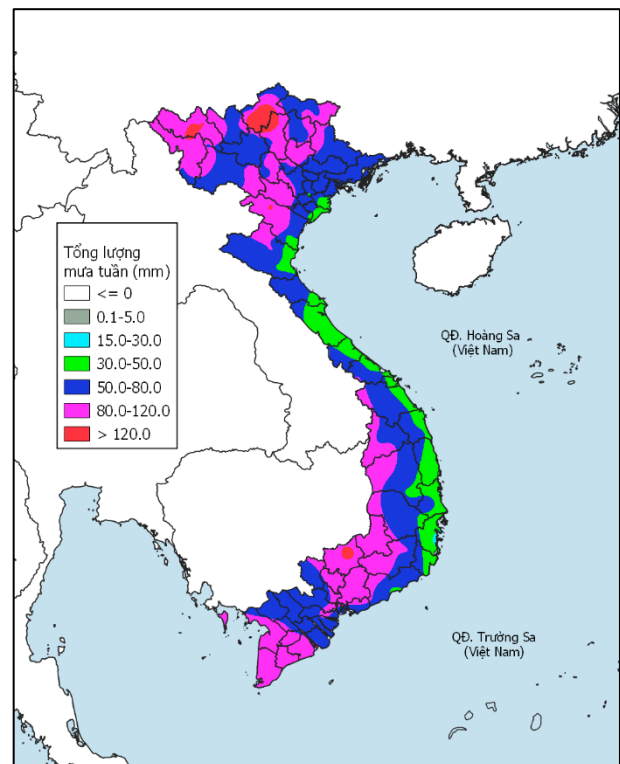 Tổng lượng
mưa tuần (mm)
<= 0
0.1-5.0
15.0-30.0
30.0-50.0
50.0-80.0
80.0-120.0
> 120.0
QĐ. Hoàng Sa
(Việt Nam)
QĐ. Trường Sa
(Việt Nam)